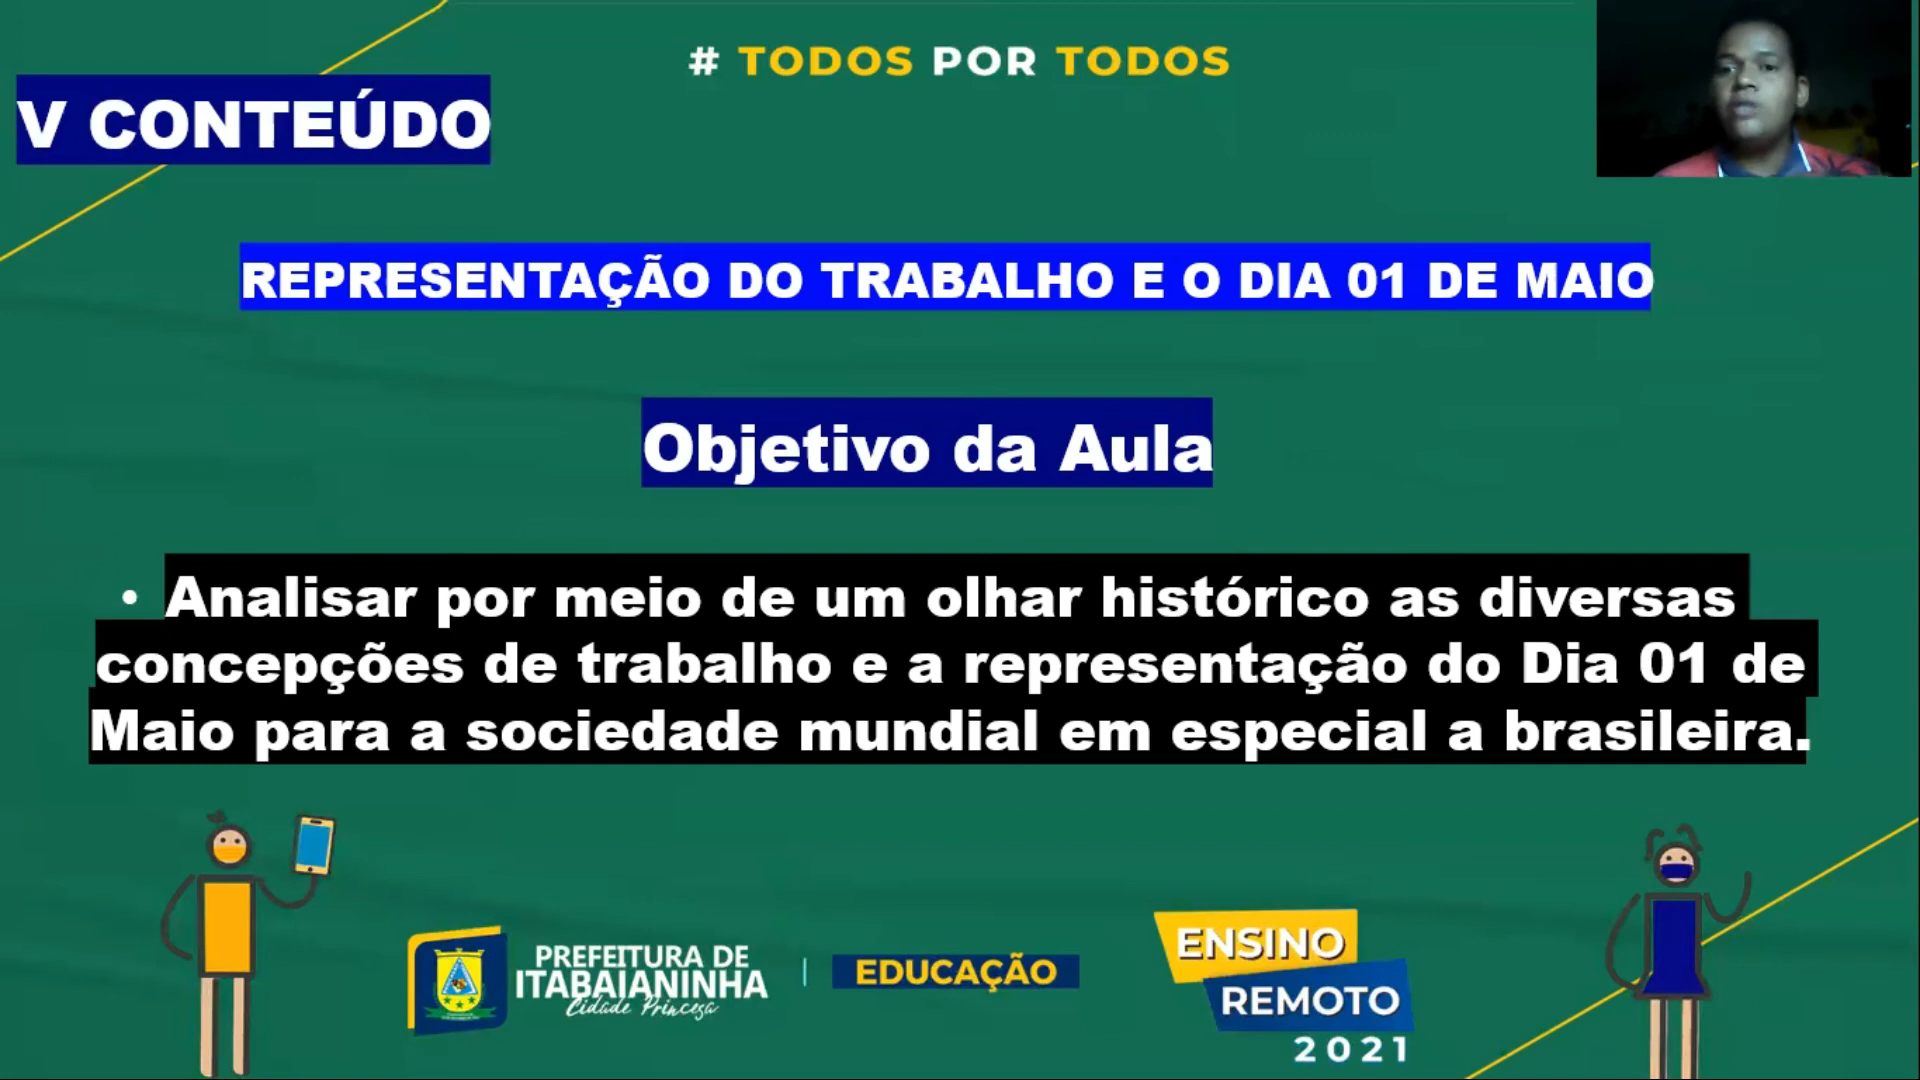 # TODOS POR TODOS
V CONTEÚDO
REPRESENTAÇÃO DO TRABALHO E O DIA 01 DE MAIO
Objetivo da Aula
• Analisar por meio de um olhar histórico as diversas
concepções de trabalho e a representação do Dia 01 de
Maio para a sociedade mundial em especial a brasileira.
PREFEITURA DE
ITABAIANINHA
Cidade Princesa
EDUCAÇÃO
ENSINO
REMOTO
2021